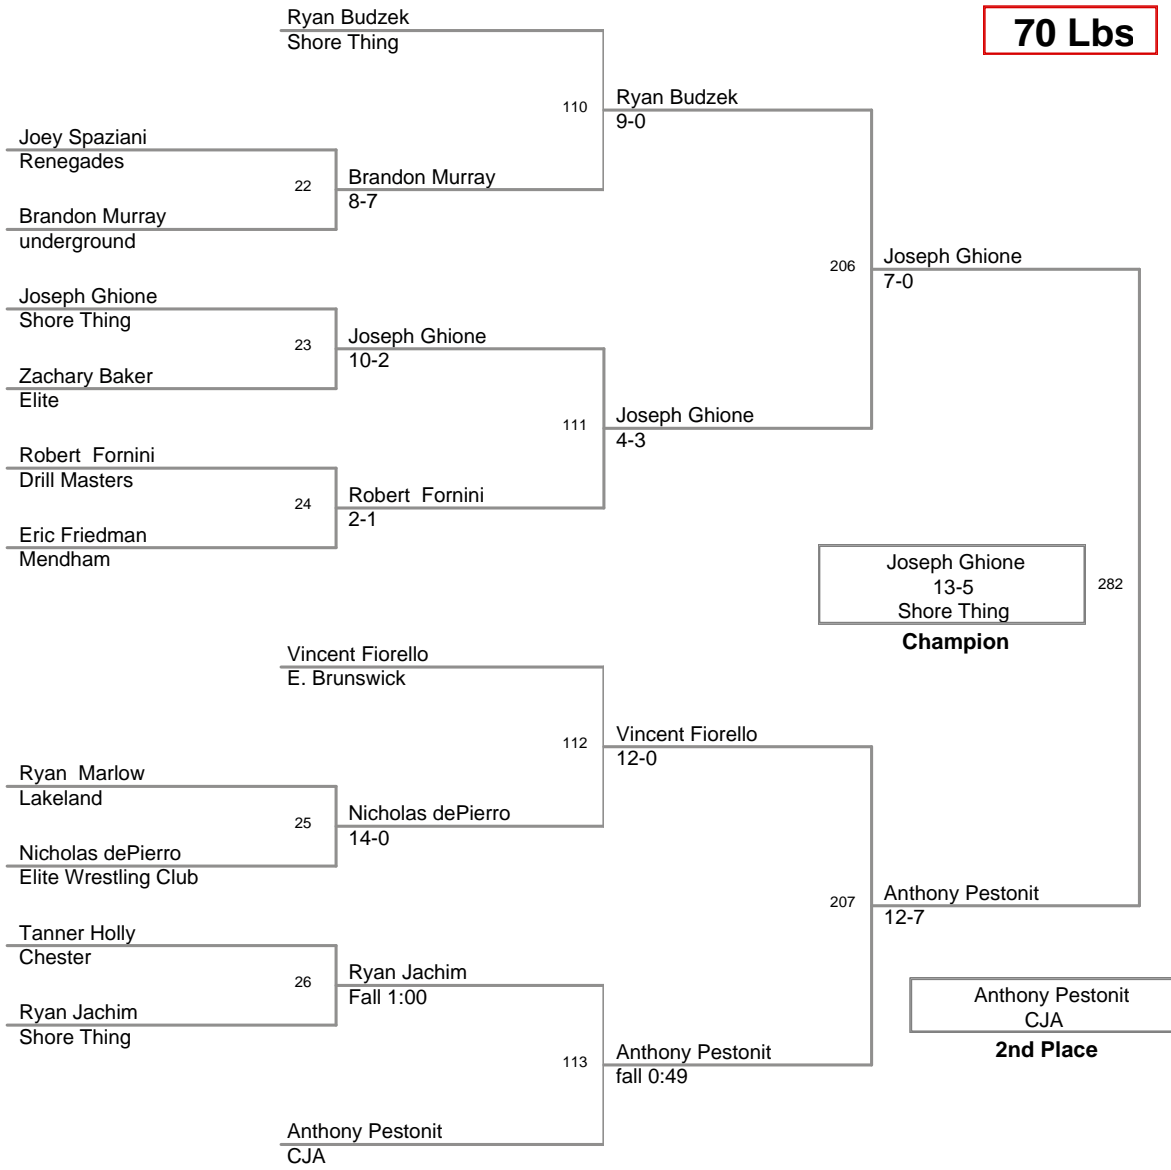 70 Lbs
Ryan Budzek
Shore Thing
110
Ryan Budzek
9-0
Joey Spaziani
Renegades
22
Brandon Murray
8-7
Brandon Murray
underground
206
Joseph Ghione
7-0
Joseph Ghione
Shore Thing
23
Joseph Ghione
10-2
Zachary Baker
Elite
111
Joseph Ghione
4-3
Robert  Fornini
Drill Masters
24
Robert  Fornini
2-1
Eric Friedman
Mendham
Joseph Ghione
13-5
Shore Thing
Champion
282
Vincent Fiorello
E. Brunswick
112
Vincent Fiorello
12-0
Ryan  Marlow
Lakeland
25
Nicholas dePierro
14-0
Nicholas dePierro
Elite Wrestling Club
207
Anthony Pestonit
12-7
Tanner Holly
Chester
26
Ryan Jachim
Fall 1:00
Ryan Jachim
Shore Thing
Anthony Pestonit
CJA
2nd Place
113
Anthony Pestonit
fall 0:49
Anthony Pestonit
CJA